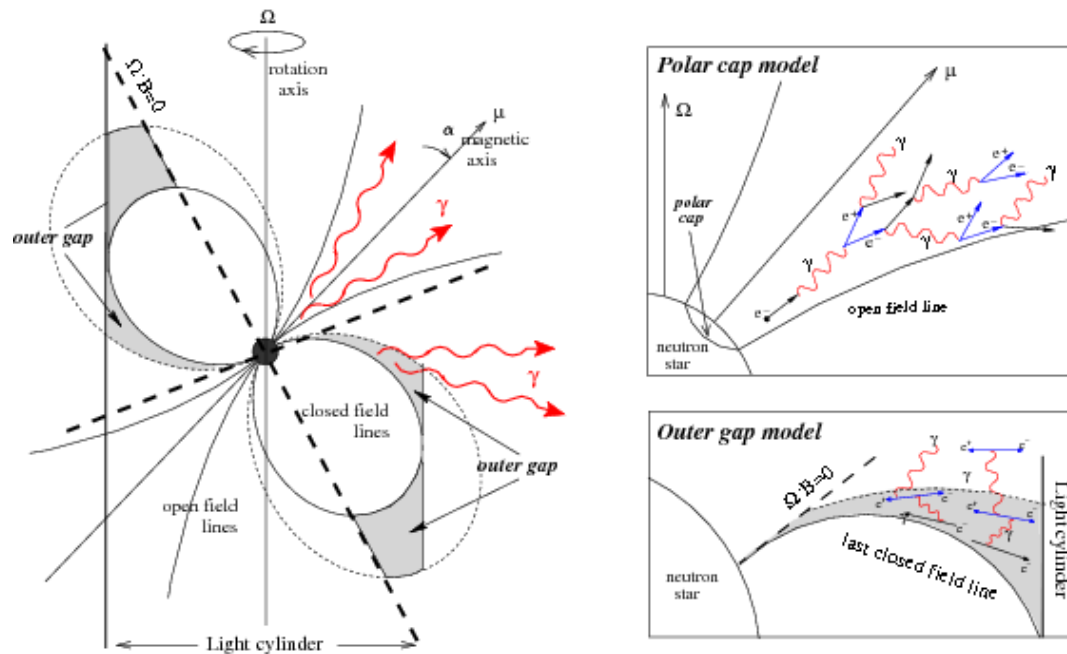 Ω
rotation
axis
Ω·B=0
μ
α
magnetic
axis
γ
γ
outer gap
γ
closed field
lines
outer gap
open field
lines
Light cylinder
Polar cap model
Ω
μ
polar
cap
γ
e+
e−
γ
e+
e−
γ
γ
e+
e−
γ
e−
open field line
neutron
star
Outer gap model
Ω·B=0
γ
e+
e−
γ
e+
e−
e+
e−
γ
e−
γ
e−
last closed field line
neutron
star
Light cylinder